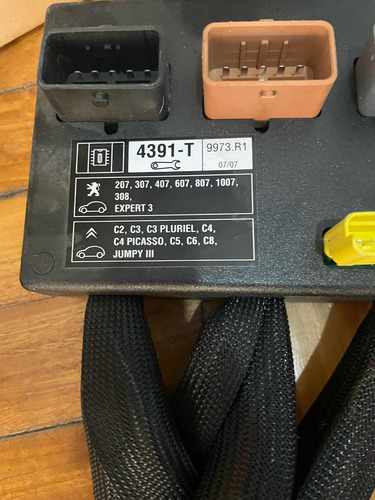 4391-T
9973.R1
07/07
207, 307, 407, 607, 807, 1007,
308,
EXPERT 3
C2, C3, C3 PLURIEL, C4,
C4 PICASSO, C5, C6, C8,
JUMPY III